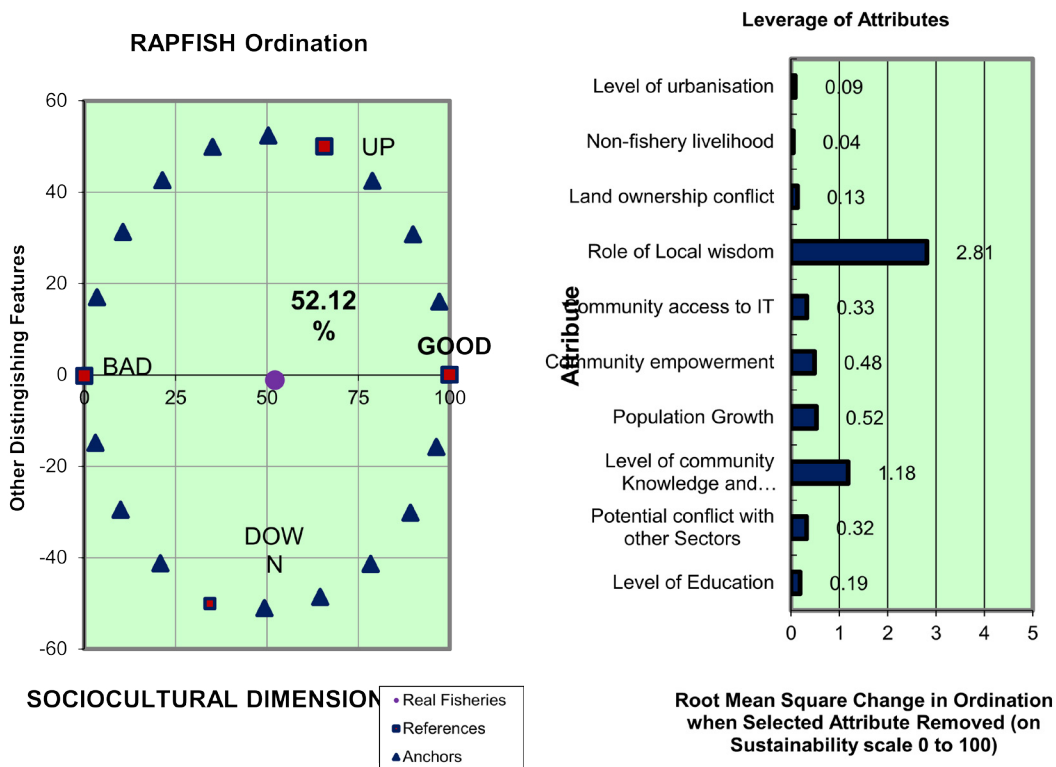 RAPFISH Ordination
60
40
20
0
-20
-40
-60
0
25
50
75
100
Other Distingnishing Features
UP
52.12
%
GOOD
BAD
DOW
N
SOCIOCULTURAL DIMENSION
Real Fisheries
References
Anchors
Leverage of Attributes
Attribute
Level of urbanisation
0.09
Non-fishery livelihood
0.04
Land ownership conflict
0.13
Role of Local wisdom
2.81
Community access to IT
0.33
Community empowerment
0.48
Population Growth
0.52
Level of community
Knowledge and…
1.18
Potential conflict with
other Sectors
0.32
Level of Education
0.19
0
1
2
3
4
5
Root Mean Square Change in Ordination
when Selected Attribute Removed (on
Sustainability scale 0 to 100)